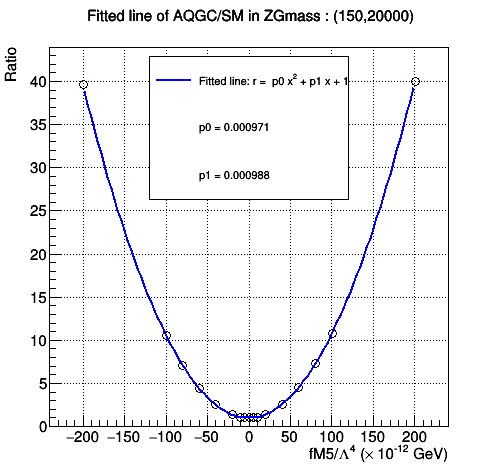 Fitted line of AQGC/SM in ZGmass : (150,20000)
Ratio
Fitted line: r = p0 x² + p1 x + 1
p0 = 0.000971
p1 = 0.000988
40
35
30
25
20
15
10
5
0
−200 −150 −100 −50 0 50 100 150 200
fM5/Λ⁴ (× 10⁻¹² GeV)